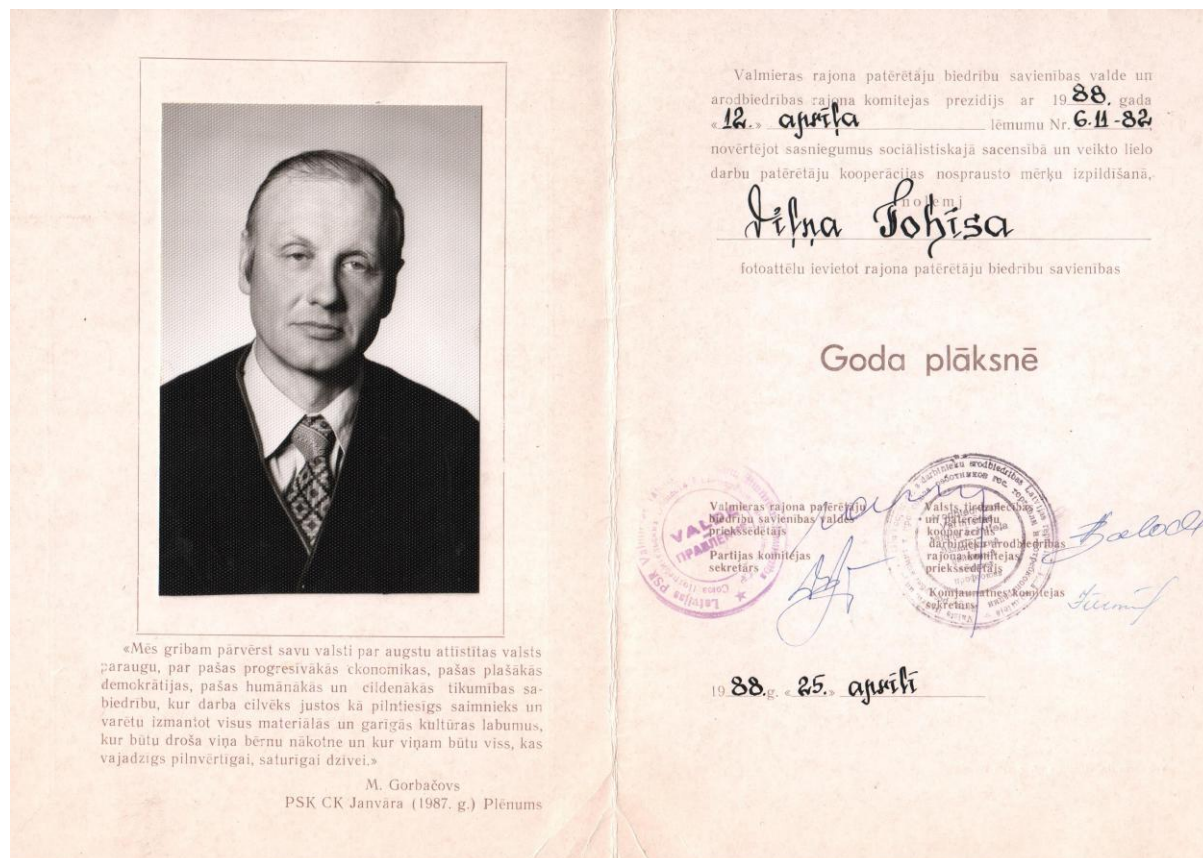 «Mēs gribam pārvērst savu valsti par augstu attīstītas valsts
paraugu, par pašas progresīvākās ekonomikas, pašas plašākās
demokrātijas, pašas humānākās un cildenākās tikumības sa-
biedrību, kur darba cilvēks justos kā pilntiesīgs saimnieks un
varētu izmantot visus materiālās un garīgās kultūras labumus,
kur būtu droša viņa bērnu nākotne un kur viņam būtu viss, kas
vajadzīgs pilnvērtīgai, saturīgai dzīvei.»
M. Gorbačovs
PSK CK Janvāra (1987. g.) Plēnums
Valmieras rajona patērētāju biedrību savienības valde un
arodbiedrības rajona komitejas prezidijs ar 1988. gada
«12.» aprīļa lēmumu Nr. 6.11-82,
novērtējot sasniegumus sociālistiskajā sacensībā un veikto lielo
darbu patērētāju kooperācijas nosprausto mērķu izpildīšanā,
nolemj
fotoattēlu ievietot rajona patērētāju biedrību savienības
Goda plāksnē
Valmieras rajona patērētāju
biedrību savienības valdes
priekšsēdētājs
Partijas komitejas
sekretārs
VALDE
ПРАВЛЕНИЕ
Valsts tirdzniecības
un patērētāju
kooperācijas
darbinieku arodbiedrības
rajona komitejas
priekšsēdētājs
Komjaunatnes komitejas
sekretārs
1988.g. «25.» aprīlī